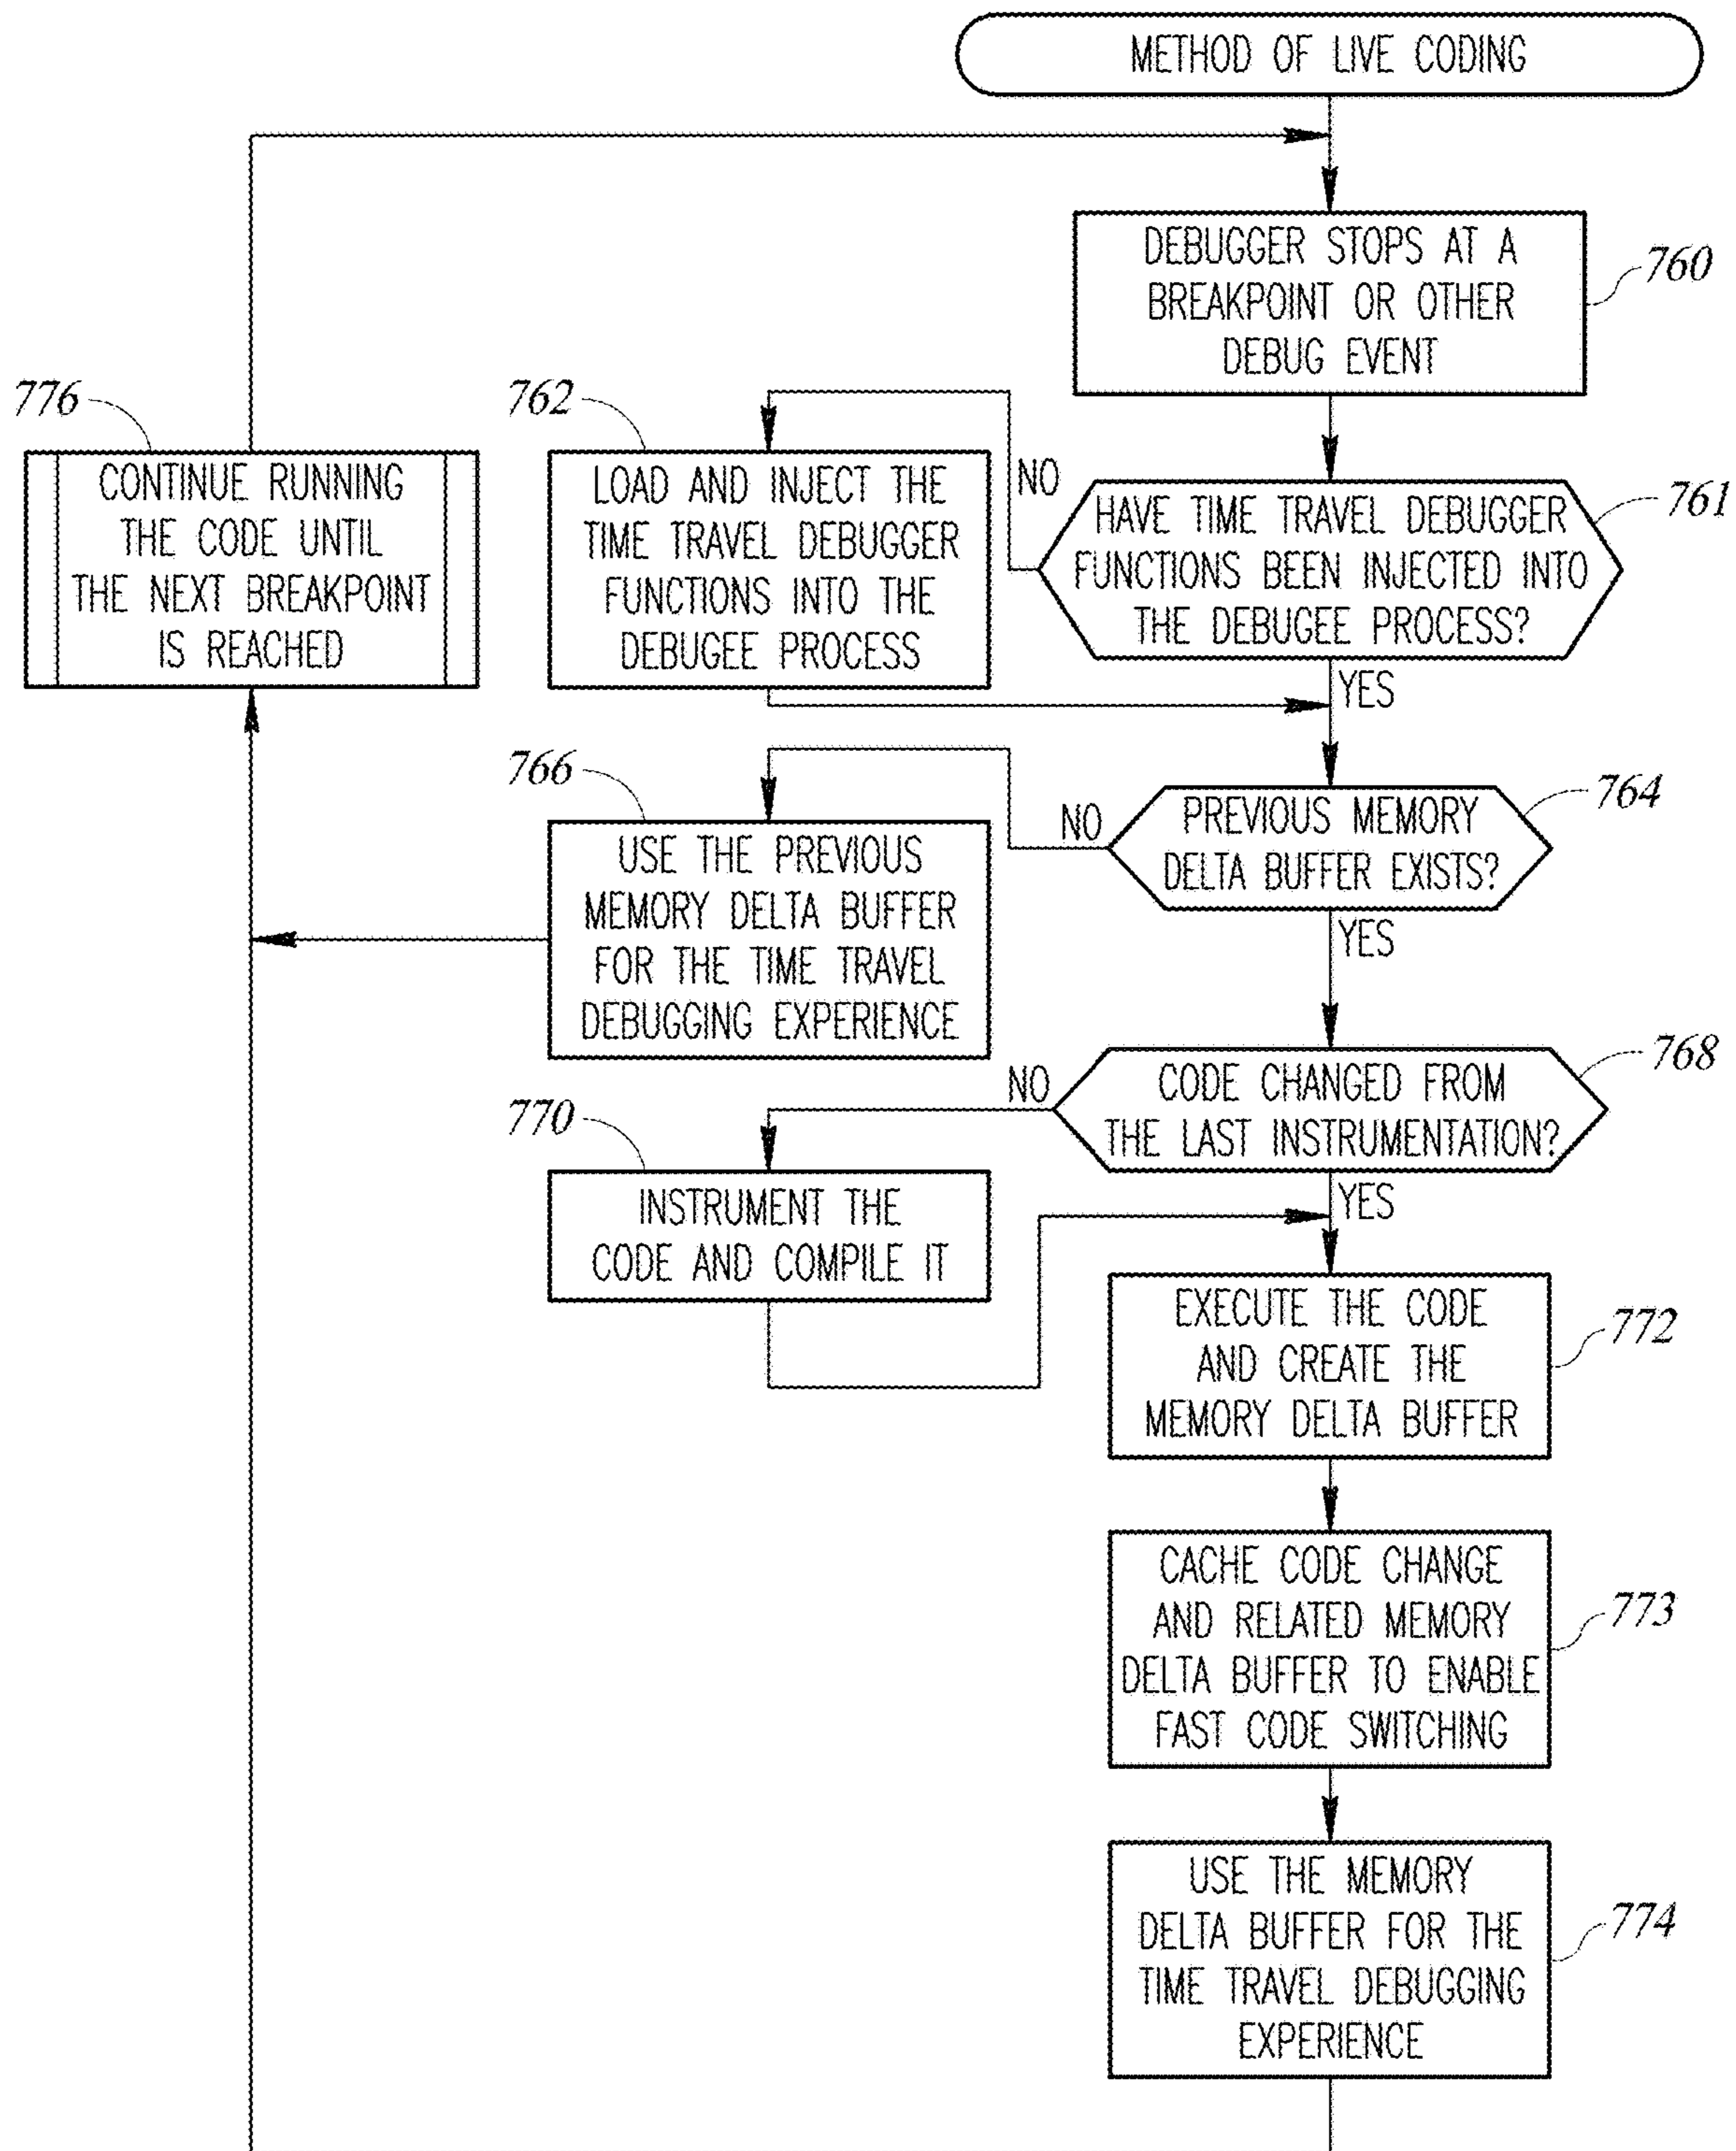 METHOD OF LIVE CODING
DEBUGGER STOPS AT A
BREAKPOINT OR OTHER
DEBUG EVENT
760
776
CONTINUE RUNNING
THE CODE UNTIL
THE NEXT BREAKPOINT
IS REACHED
762
LOAD AND INJECT THE
TIME TRAVEL DEBUGGER
FUNCTIONS INTO THE
DEBUGEE PROCESS
NO
HAVE TIME TRAVEL DEBUGGER
FUNCTIONS BEEN INJECTED INTO
THE DEBUGEE PROCESS?
761
YES
766
USE THE PREVIOUS
MEMORY DELTA BUFFER
FOR THE TIME TRAVEL
DEBUGGING EXPERIENCE
NO
PREVIOUS MEMORY
DELTA BUFFER EXISTS?
764
YES
770
INSTRUMENT THE
CODE AND COMPILE IT
NO
CODE CHANGED FROM
THE LAST INSTRUMENTATION?
768
YES
EXECUTE THE CODE
AND CREATE THE
MEMORY DELTA BUFFER
772
CACHE CODE CHANGE
AND RELATED MEMORY
DELTA BUFFER TO ENABLE
FAST CODE SWITCHING
773
USE THE MEMORY
DELTA BUFFER FOR THE
TIME TRAVEL DEBUGGING
EXPERIENCE
774